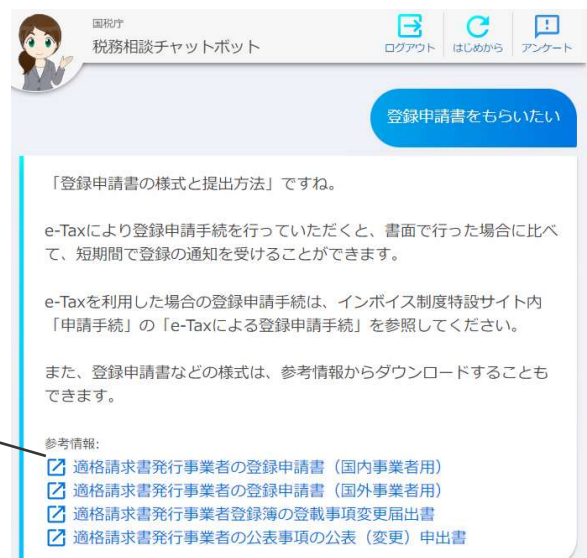 国税庁
税務相談チャットボット
ログアウト はじめから アンケート
登録申請書をもらいたい
「登録申請書の様式と提出方法」ですね。
e-Taxにより登録申請手続を行っていただくと、書面で行った場合に比べ
て、短期間で登録の通知を受けることができます。
e-Taxを利用した場合の登録申請手続は、インボイス制度特設サイト内
「申請手続」の「e-Taxによる登録申請手続」を参照してください。
また、登録申請書などの様式は、参考情報からダウンロードすることも
できます。
参考情報:
適格請求書発行事業者の登録申請書（国内事業者用）
適格請求書発行事業者の登録申請書（国外事業者用）
適格請求書発行事業者登録簿の登載事項変更届出書
適格請求書発行事業者の公表事項の公表（変更）申出書